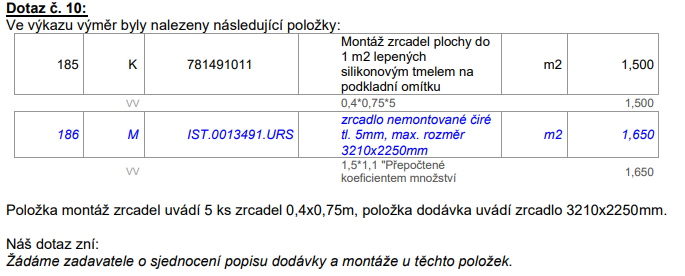 Dotaz č. 10:
Ve výkazu výměr byly nalezeny následující položky:
185 K 781491011 Montáž zrcadel plochy do
1 m2 lepených
silikonovým tmelem na
podkladní omítku m2 1,500
VV 0,4*0,75*5 1,500
186 M IST.0013491.URS zrcadlo nemontované čiré
tl. 5mm, max. rozměr
3210x2250mm m2 1,650
VV 1,5*1,1 "Přepočtené
koeficientem množství 1,650
Položka montáž zrcadel uvádí 5 ks zrcadel 0,4x0,75m, položka dodávka uvádí zrcadlo 3210x2250mm.
Náš dotaz zní:
Žádáme zadavatele o sjednocení popisu dodávky a montáže u těchto položek.